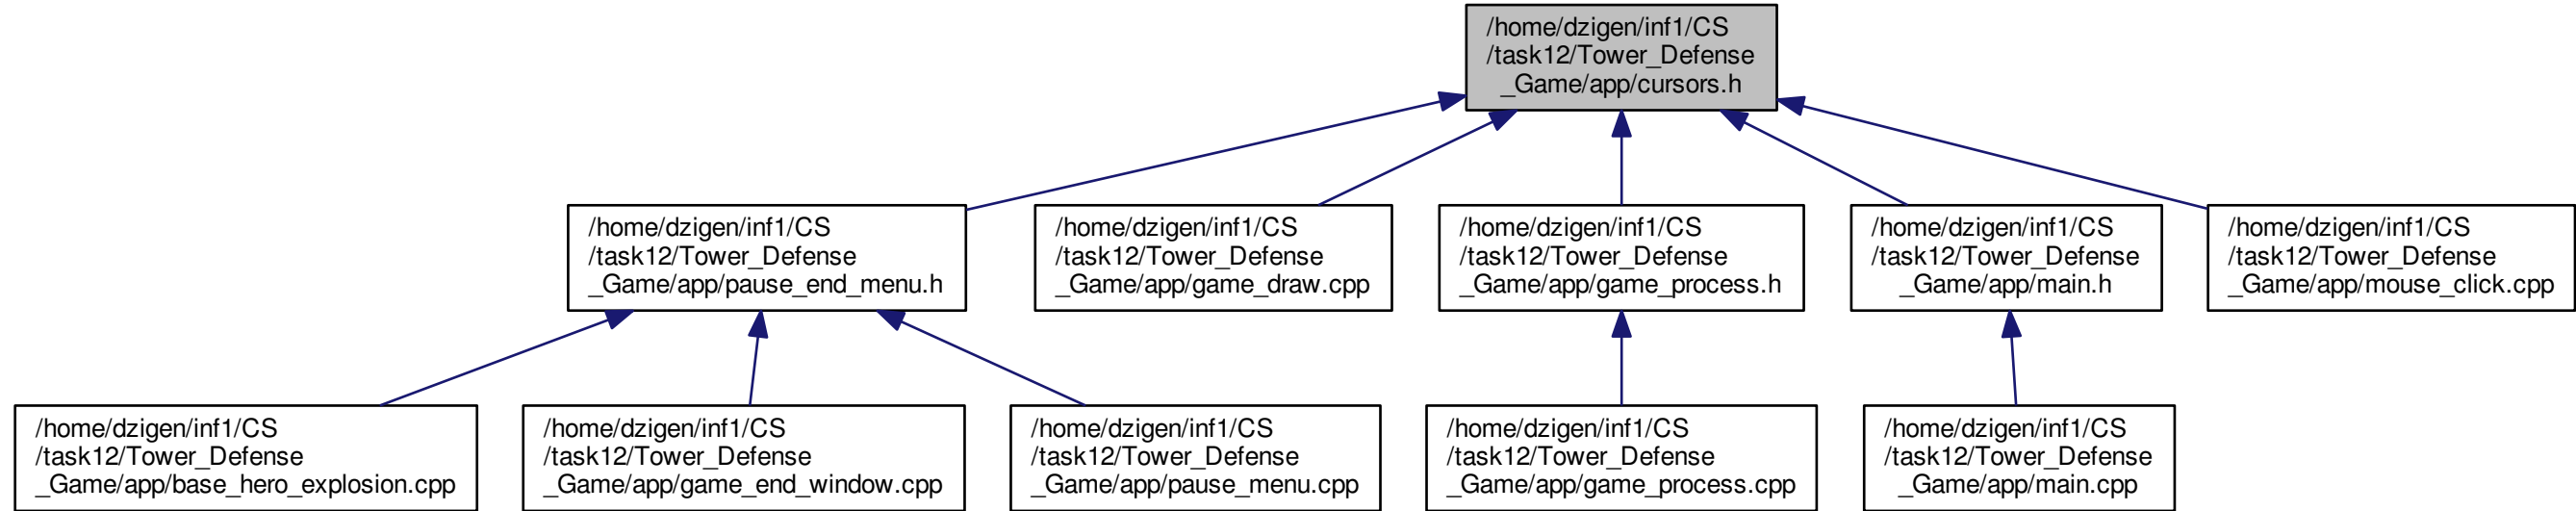 /home/dzigen/inf1/CS
/task12/Tower_Defense
_Game/app/cursors.h
/home/dzigen/inf1/CS
/task12/Tower_Defense
_Game/app/pause_end_menu.h
/home/dzigen/inf1/CS
/task12/Tower_Defense
_Game/app/game_draw.cpp
/home/dzigen/inf1/CS
/task12/Tower_Defense
_Game/app/game_process.h
/home/dzigen/inf1/CS
/task12/Tower_Defense
_Game/app/main.h
/home/dzigen/inf1/CS
/task12/Tower_Defense
_Game/app/mouse_click.cpp
/home/dzigen/inf1/CS
/task12/Tower_Defense
_Game/app/base_hero_explosion.cpp
/home/dzigen/inf1/CS
/task12/Tower_Defense
_Game/app/game_end_window.cpp
/home/dzigen/inf1/CS
/task12/Tower_Defense
_Game/app/pause_menu.cpp
/home/dzigen/inf1/CS
/task12/Tower_Defense
_Game/app/game_process.cpp
/home/dzigen/inf1/CS
/task12/Tower_Defense
_Game/app/main.cpp